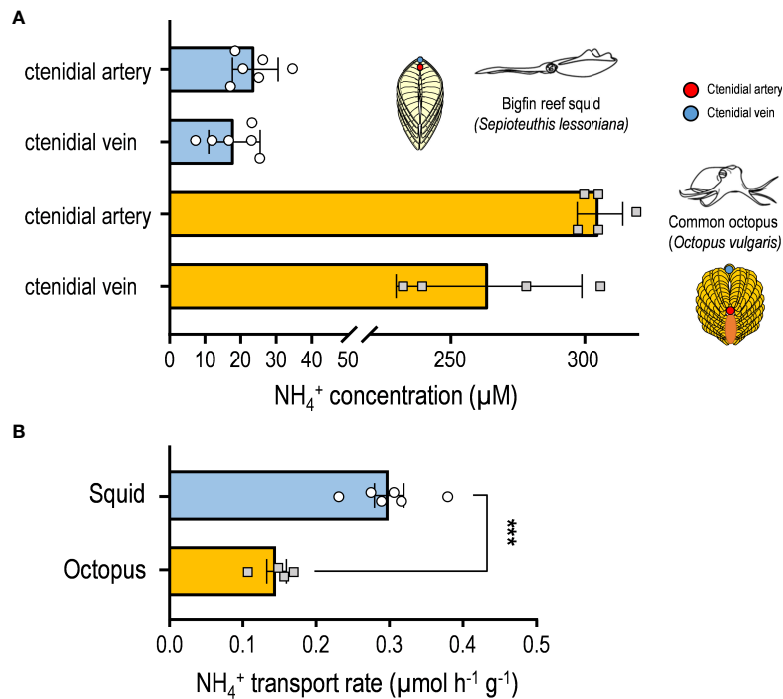 A
ctenidial artery
ctenidial vein
ctenidial artery
ctenidial vein
0 10 20 30 40 50 250 300
NH₄⁺ concentration (µM)
Bigfin reef squd
(Sepioteuthis lessoniana)
Ctenidial artery
Ctenidial vein
Common octopus
(Octopus vulgaris)
B
Squid
Octopus
***
0.0 0.1 0.2 0.3 0.4 0.5
NH₄⁺ transport rate (µmol h⁻¹ g⁻¹)